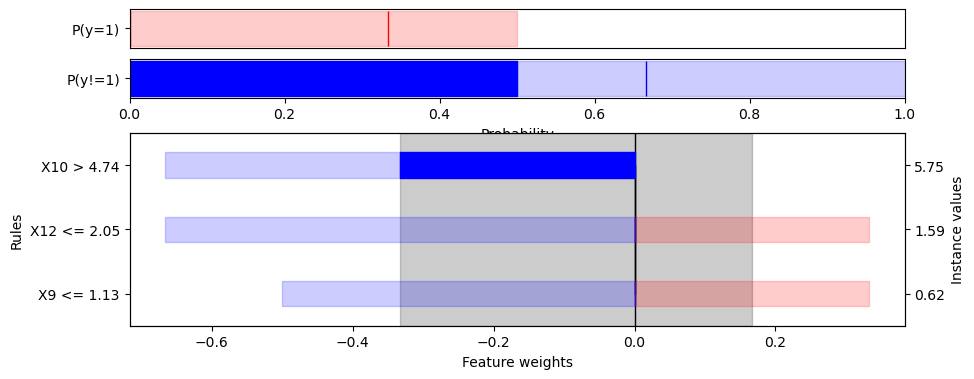 P(y=1)
P(y!=1)
0.0 0.2 0.4 0.6 0.8 1.0
Probability
X10 > 4.74
X12 <= 2.05
X9 <= 1.13
Rules
5.75
1.59
0.62
Instance values
−0.6 −0.4 −0.2 0.0 0.2
Feature weights